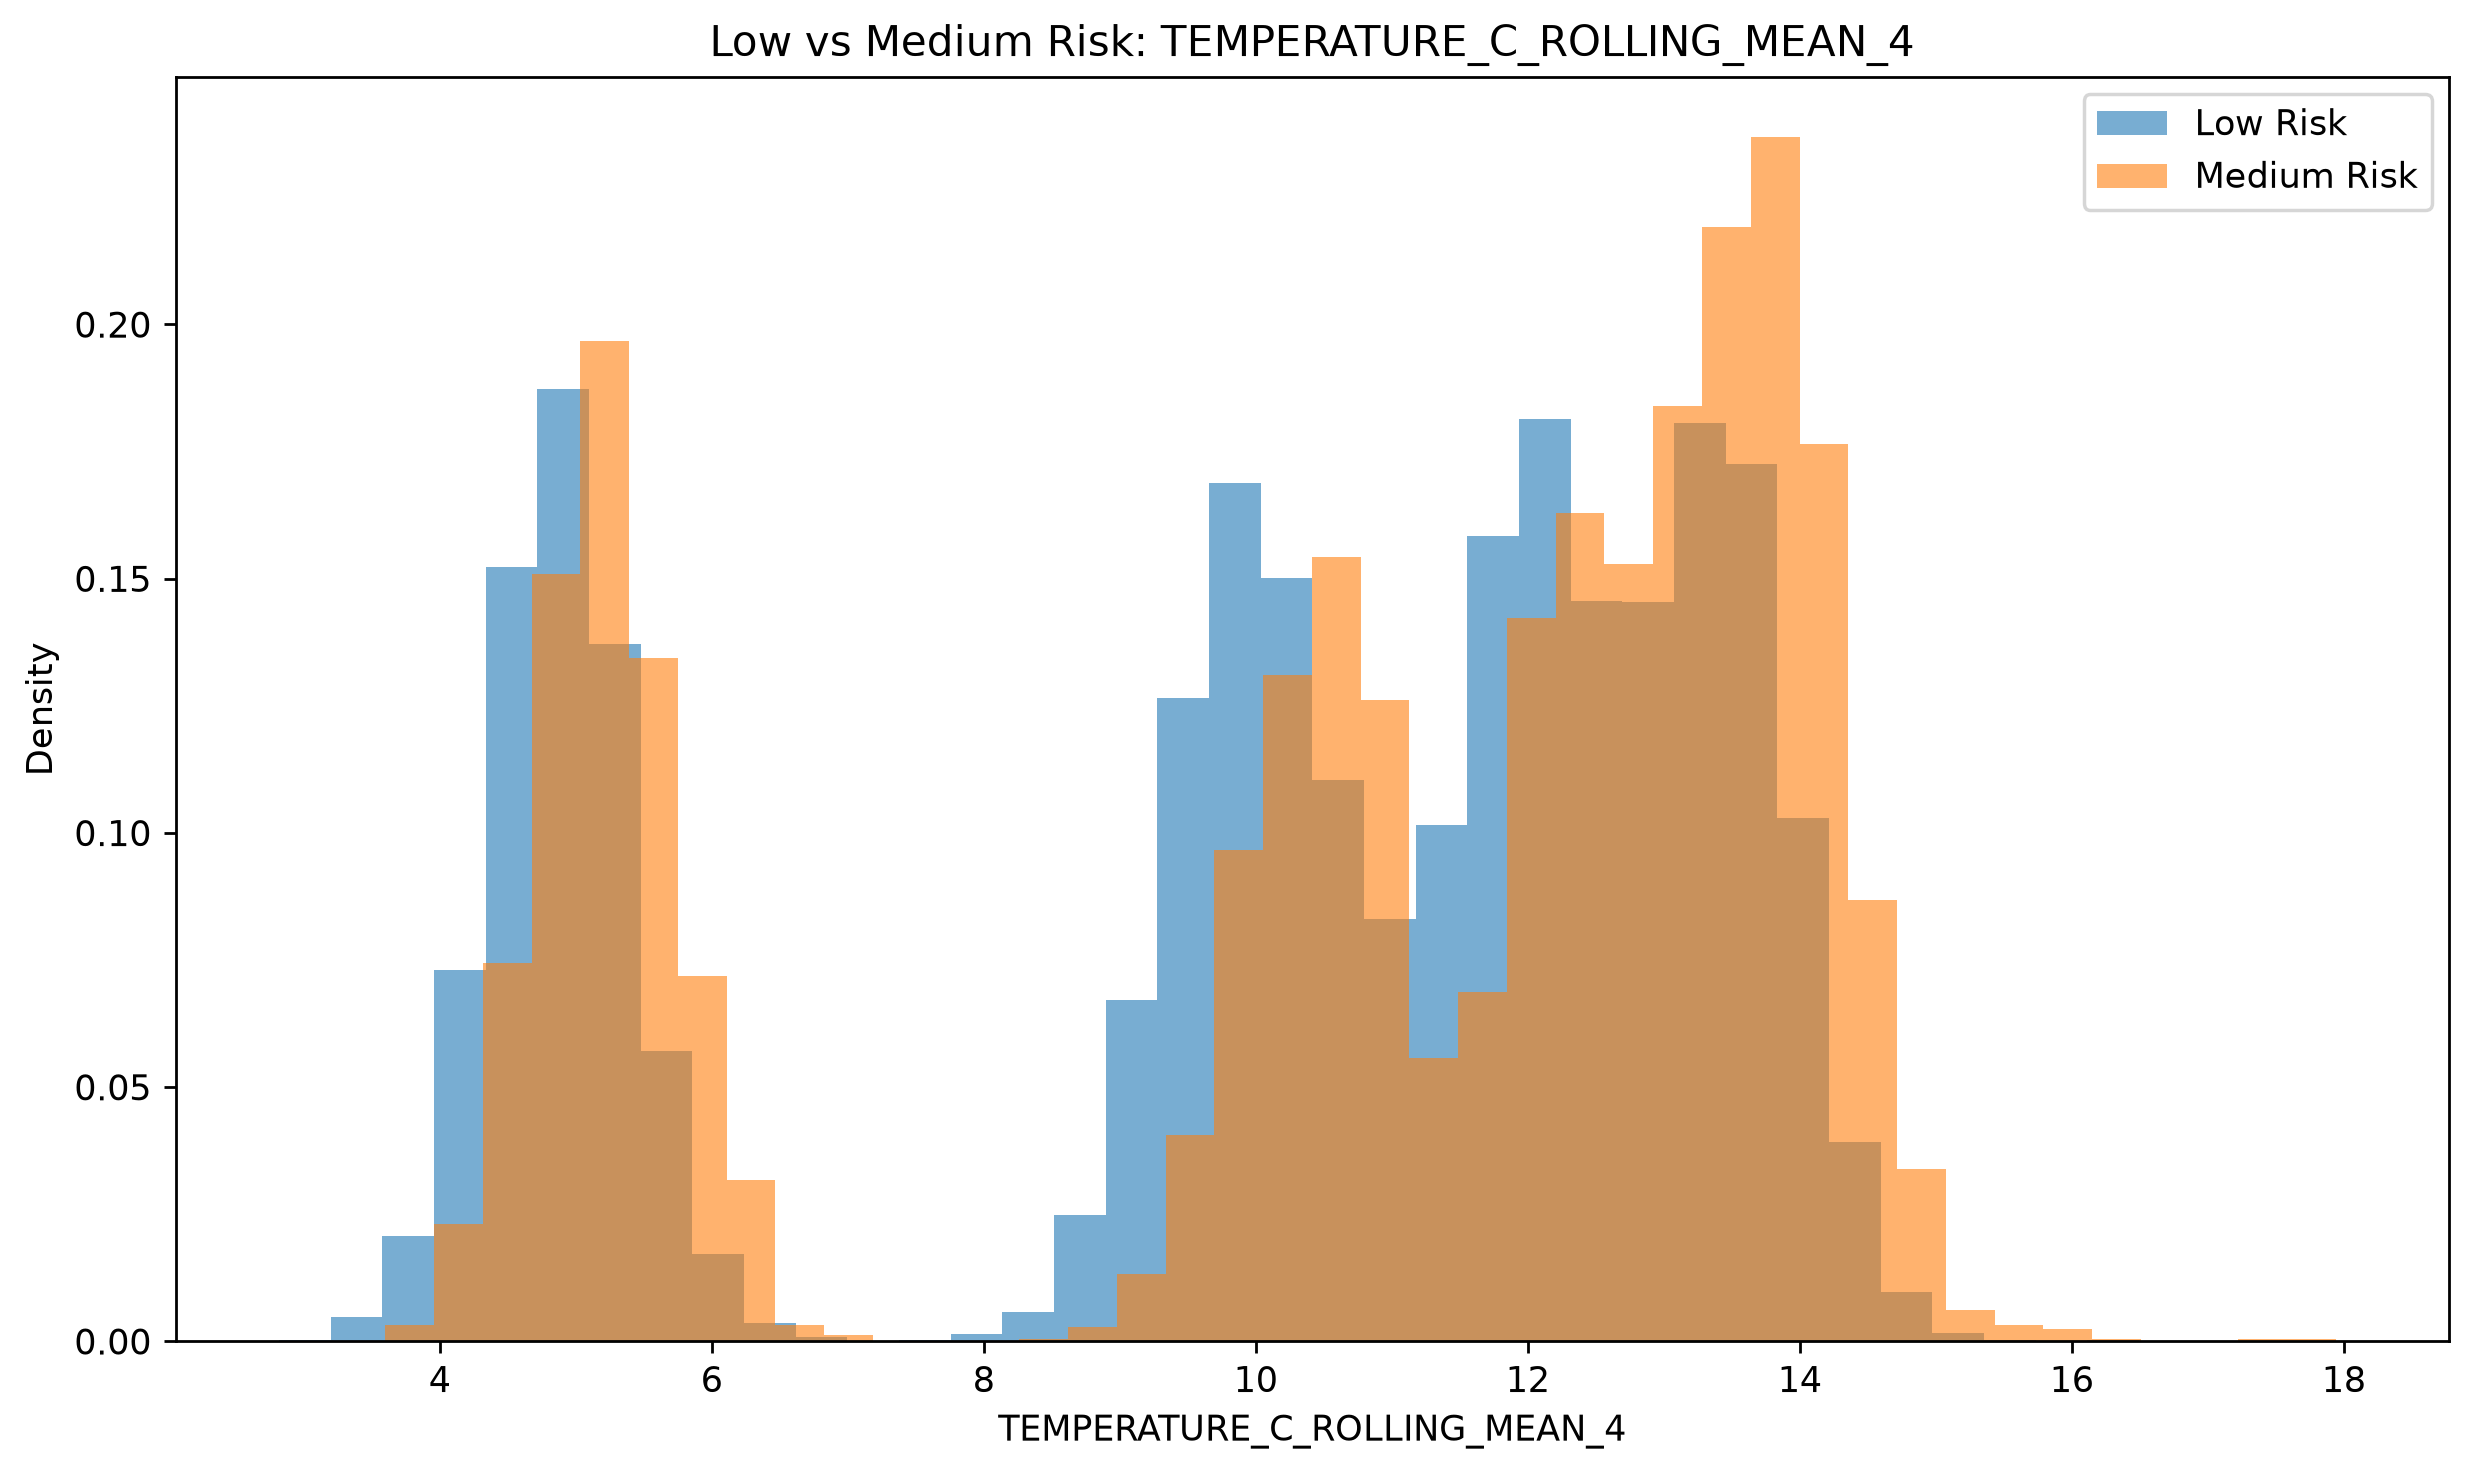 Low vs Medium Risk: TEMPERATURE_C_ROLLING_MEAN_4
Low Risk
Medium Risk
Density
0.20
0.15
0.10
0.05
0.00
4 6 8 10 12 14 16 18
TEMPERATURE_C_ROLLING_MEAN_4